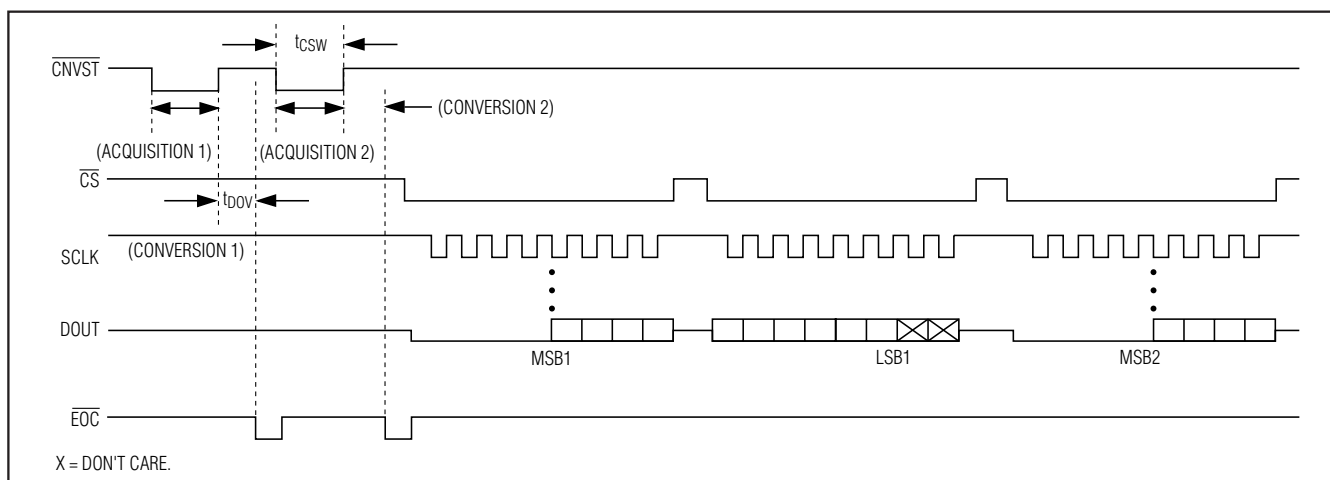 tCSW
CNVST
(CONVERSION 2)
(ACQUISITION 1)
(ACQUISITION 2)
CS
tDOV
(CONVERSION 1)
SCLK
DOUT
MSB1
LSB1
MSB2
EOC
X = DON'T CARE.